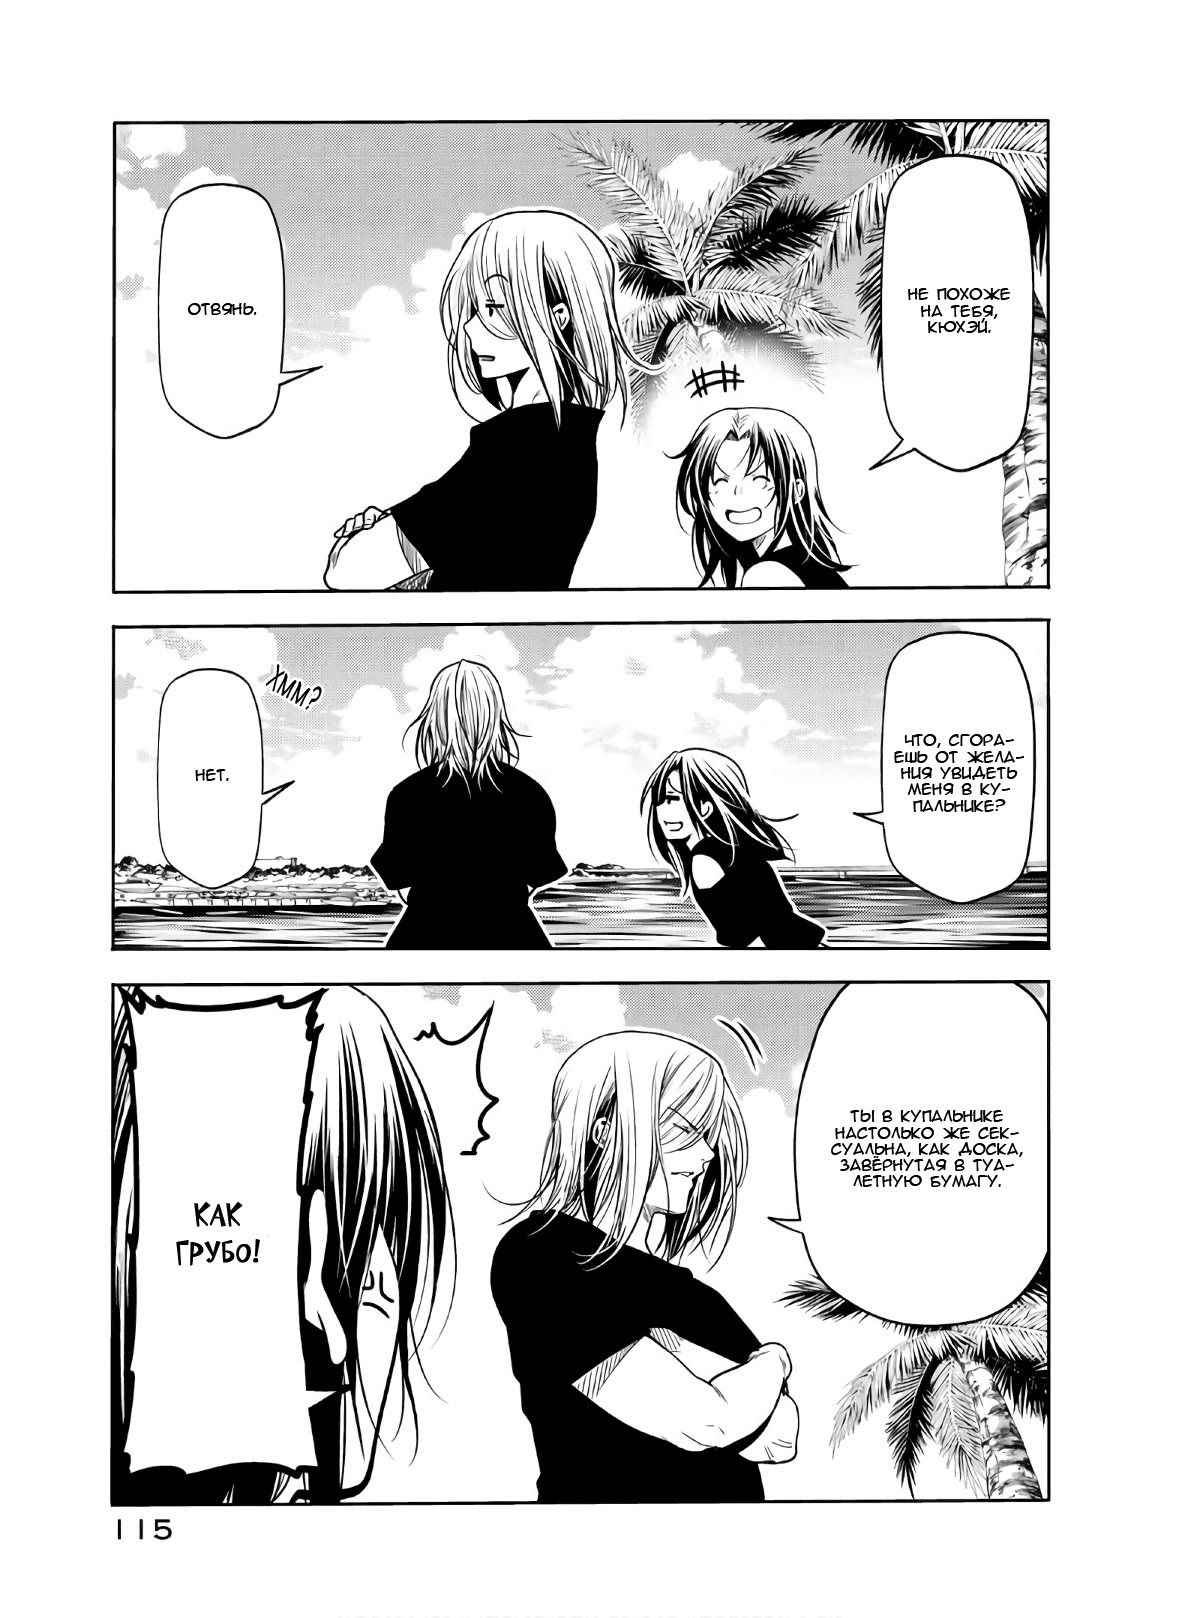 НЕ ПОХОЖЕ
НА ТЕБЯ,
КЮХЭЙ.
ОТВЯНЬ.
ЧТО, СГОРА-
ЕШЬ ОТ ЖЕЛА-
НИЯ УВИДЕТЬ
МЕНЯ В КУ-
ПАЛЬНИКЕ?
ХММ?
НЕТ.
ТЫ В КУПАЛЬНИКЕ
НАСТОЛЬКО ЖЕ СЕК-
СУАЛЬНА, КАК ДОСКА,
ЗАВЁРНУТАЯ В ТУА-
ЛЕТНУЮ БУМАГУ.
КАК
ГРУБО!
115